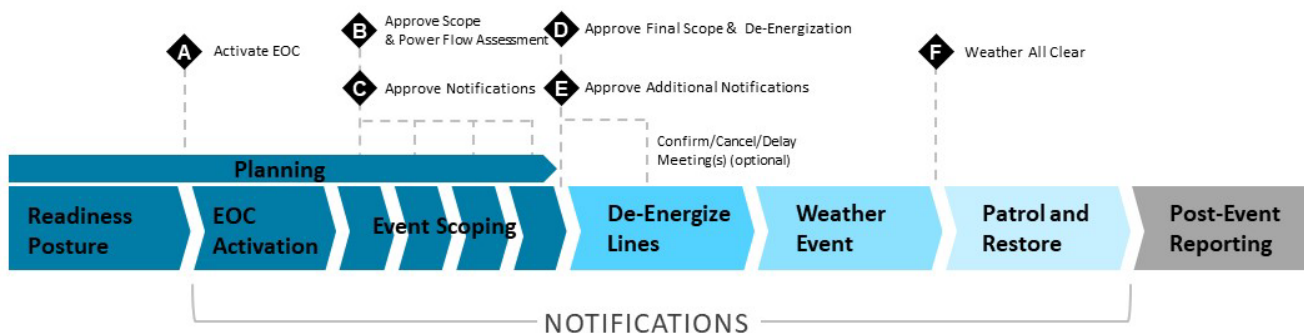 A
Activate EOC
B
Approve Scope
& Power Flow Assessment
C
Approve Notifications
D
Approve Final Scope & De-Energization
E
Approve Additional Notifications
F
Weather All Clear
Confirm/Cancel/Delay
Meeting(s) (optional)
Planning
Readiness
Posture
EOC
Activation
Event Scoping
De-Energize
Lines
Weather
Event
Patrol and
Restore
Post-Event
Reporting
NOTIFICATIONS